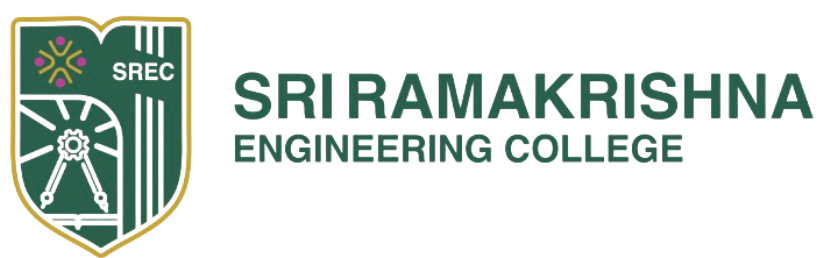 SREC
SRI RAMAKRISHNA
ENGINEERING COLLEGE